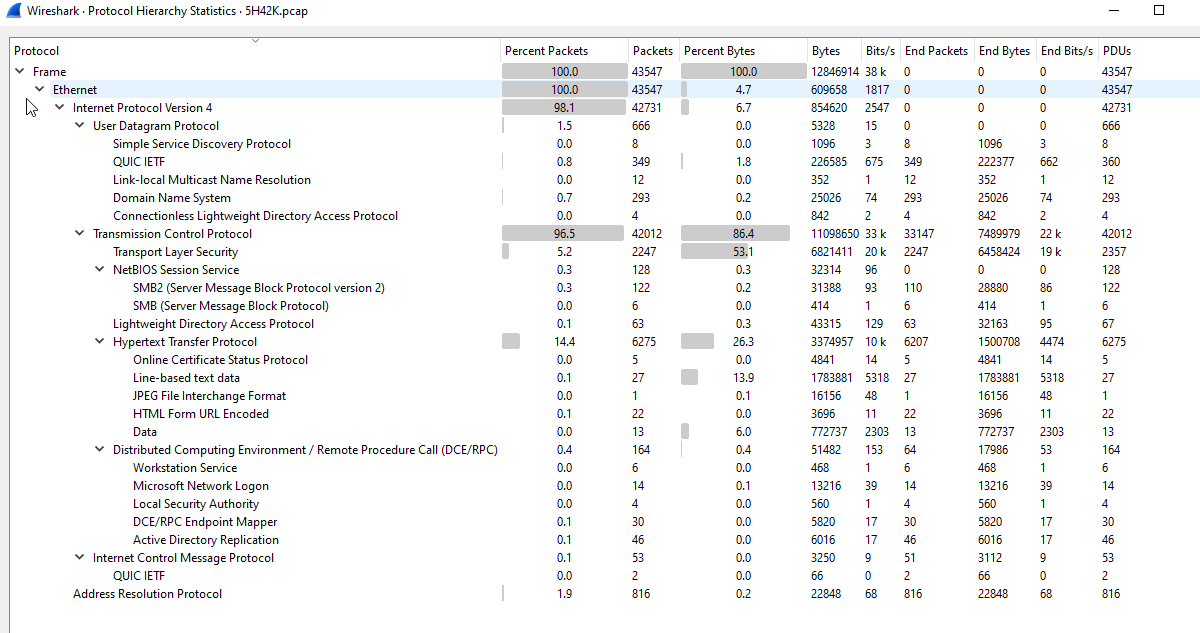 Wireshark · Protocol Hierarchy Statistics · 5H42K.pcap
Protocol Percent Packets Packets Percent Bytes Bytes Bits/s End Packets End Bytes End Bits/s PDUs
Frame 100.0 43547 100.0 12846914 38 k 0 0 0 43547
Ethernet 100.0 43547 4.7 609658 1817 0 0 0 43547
Internet Protocol Version 4 98.1 42731 6.7 854620 2547 0 0 0 42731
User Datagram Protocol 1.5 666 0.0 5328 15 0 0 0 666
Simple Service Discovery Protocol 0.0 8 0.0 1096 3 8 1096 3 8
QUIC IETF 0.8 349 1.8 226585 675 349 222377 662 360
Link-local Multicast Name Resolution 0.0 12 0.0 352 1 12 352 1 12
Domain Name System 0.7 293 0.2 25026 74 293 25026 74 293
Connectionless Lightweight Directory Access Protocol 0.0 4 0.0 842 2 4 842 2 4
Transmission Control Protocol 96.5 42012 86.4 11098650 33 k 33147 7489979 22 k 42012
Transport Layer Security 5.2 2247 53.1 6821411 20 k 2247 6458424 19 k 2357
NetBIOS Session Service 0.3 128 0.3 32314 96 0 0 0 128
SMB2 (Server Message Block Protocol version 2) 0.3 122 0.2 31388 93 110 28880 86 122
SMB (Server Message Block Protocol) 0.0 6 0.0 414 1 6 414 1 6
Lightweight Directory Access Protocol 0.1 63 0.3 43315 129 63 32163 95 67
Hypertext Transfer Protocol 14.4 6275 26.3 3374957 10 k 6207 1500708 4474 6275
Online Certificate Status Protocol 0.0 5 0.0 4841 14 5 4841 14 5
Line-based text data 0.1 27 13.9 1783881 5318 27 1783881 5318 27
JPEG File Interchange Format 0.0 1 0.1 16156 48 1 16156 48 1
HTML Form URL Encoded 0.1 22 0.0 3696 11 22 3696 11 22
Data 0.0 13 6.0 772737 2303 13 772737 2303 13
Distributed Computing Environment / Remote Procedure Call (DCE/RPC) 0.4 164 0.4 51482 153 64 17986 53 164
Workstation Service 0.0 6 0.0 468 1 6 468 1 6
Microsoft Network Logon 0.0 14 0.1 13216 39 14 13216 39 14
Local Security Authority 0.0 4 0.0 560 1 4 560 1 4
DCE/RPC Endpoint Mapper 0.1 30 0.0 5820 17 30 5820 17 30
Active Directory Replication 0.1 46 0.0 6016 17 46 6016 17 46
Internet Control Message Protocol 0.1 53 0.0 3250 9 51 3112 9 53
QUIC IETF 0.0 2 0.0 66 0 2 66 0 2
Address Resolution Protocol 1.9 816 0.2 22848 68 816 22848 68 816